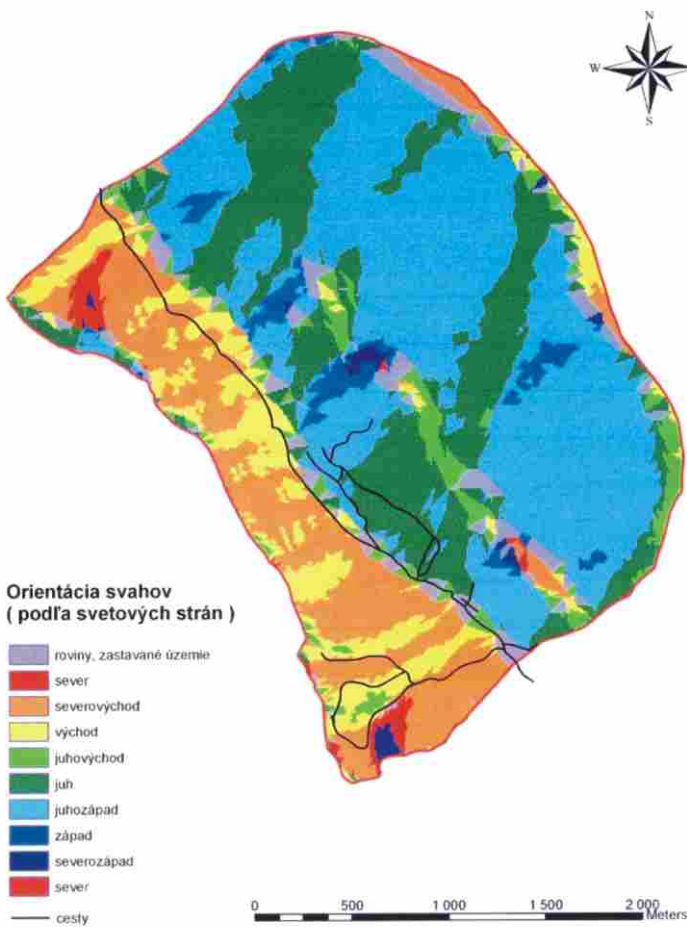 N
W
S
Orientácia svahov
( podľa svetových strán )
roviny, zastavané územie
sever
severovýchod
východ
juhovýchod
juh
juhozápad
západ
severozápad
sever
cesty
0 500 1 000 1 500 2 000
Meters